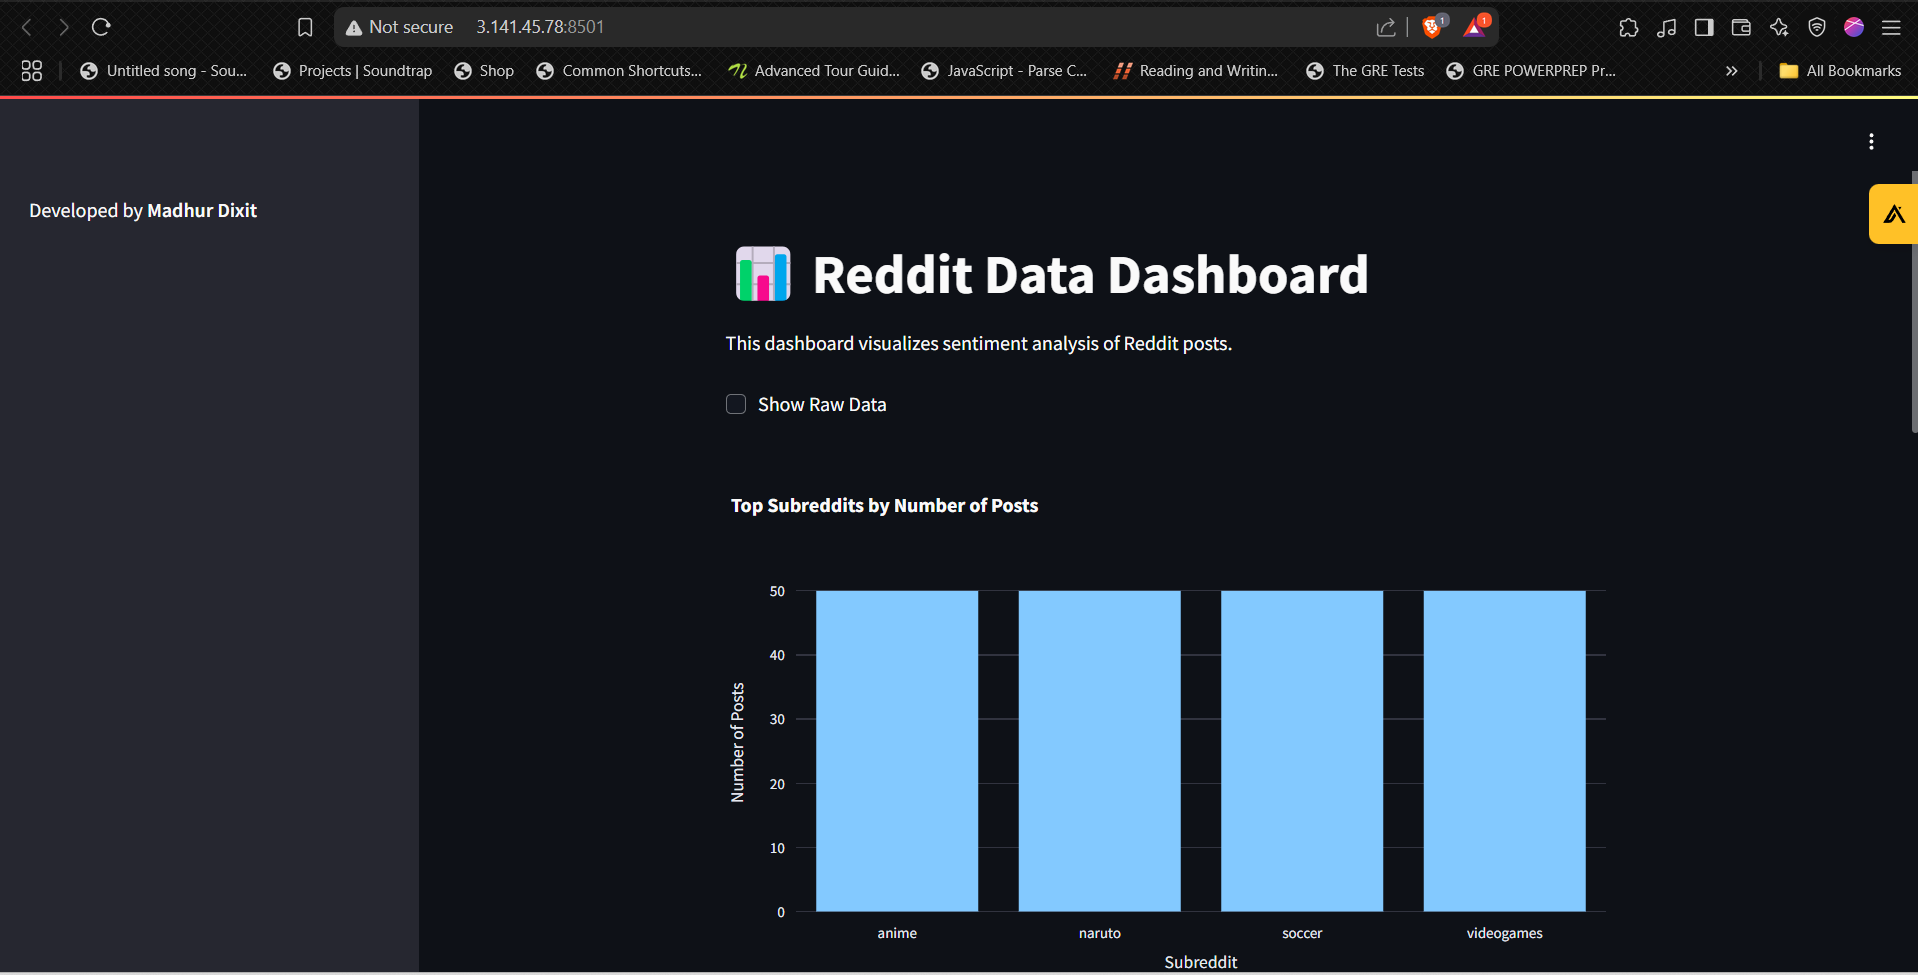 Not secure 3.141.45.78:8501
1
1
Untitled song - Sou...
Projects | Soundtrap
Shop
Common Shortcuts...
Advanced Tour Guid...
JavaScript - Parse C...
Reading and Writin...
The GRE Tests
GRE POWERPREP Pr...
All Bookmarks
Developed by Madhur Dixit
Reddit Data Dashboard
This dashboard visualizes sentiment analysis of Reddit posts.
Show Raw Data
Top Subreddits by Number of Posts
Number of Posts
50
40
30
20
10
0
anime naruto soccer videogames
Subreddit